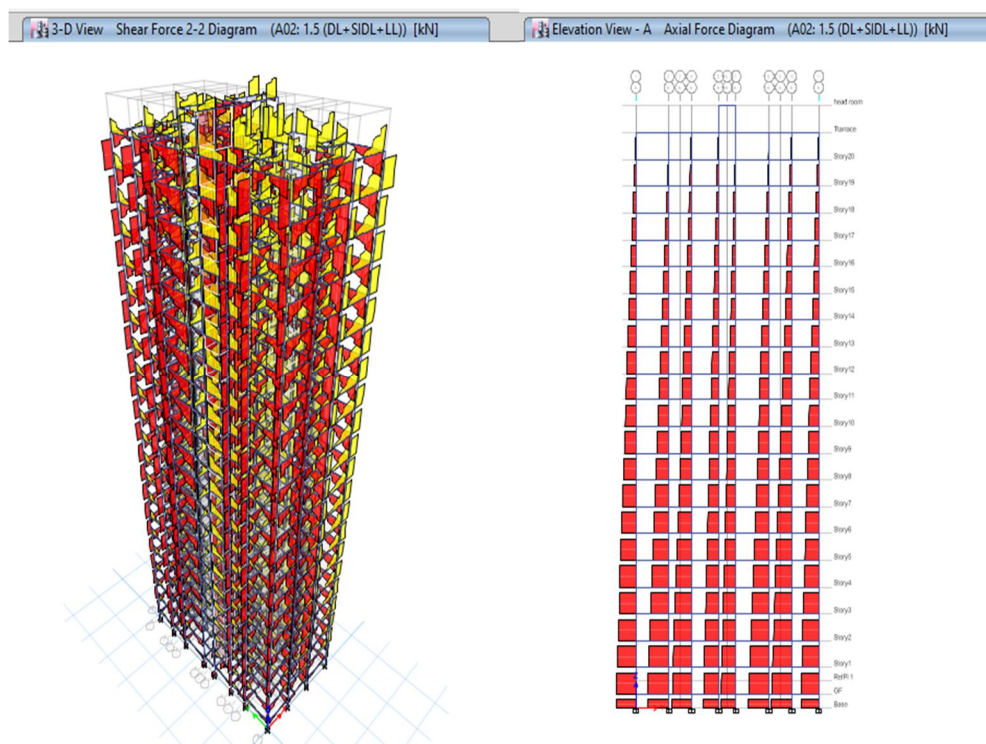 3-D View Shear Force 2-2 Diagram (A02: 1.5 (DL+SIDL+LL)) [kN]
Elevation View - A Axial Force Diagram (A02: 1.5 (DL+SIDL+LL)) [kN]
head room
Story20
Story19
Story18
Story17
Story16
Story15
Story14
Story13
Story12
Story11
Story10
Story9
Story8
Story7
Story6
Story5
Story4
Story3
Story2
Story1
GF
Base